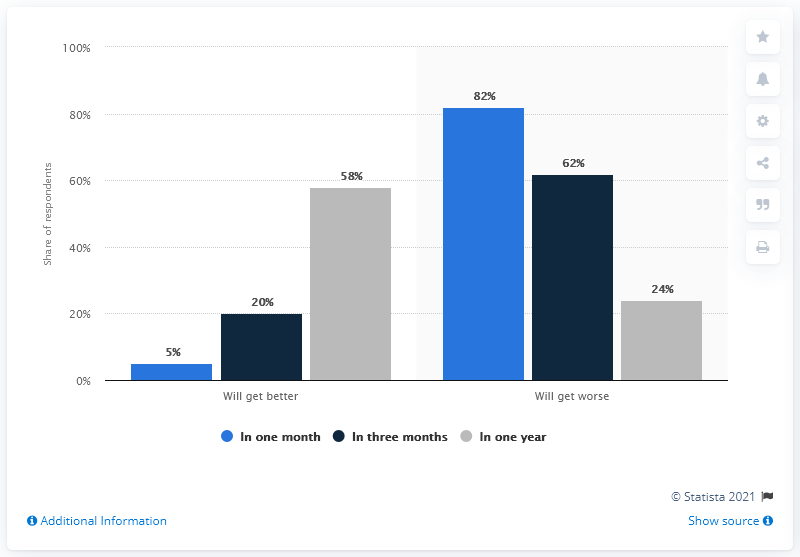 100%
80%
60%
40%
20%
0%
Share of respondents
5%
20%
58%
82%
62%
24%
Will get better
Will get worse
In one month
In three months
In one year
© Statista 2021
Additional Information
Show source